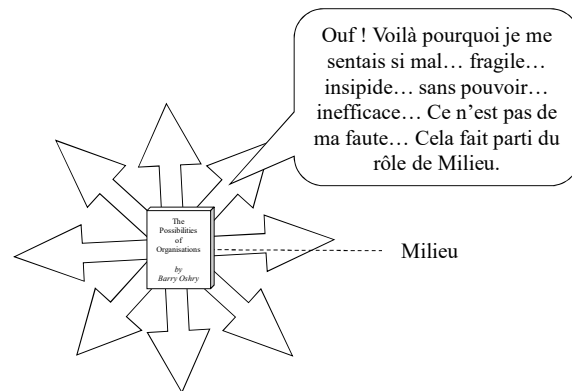 Ouf ! Voilà pourquoi je me
sentais si mal… fragile…
insipide… sans pouvoir…
inefficace… Ce n’est pas de
ma faute… Cela fait parti du
rôle de Milieu.
The
Possibilities
of
Organisations
by
Barry Oshry
Milieu